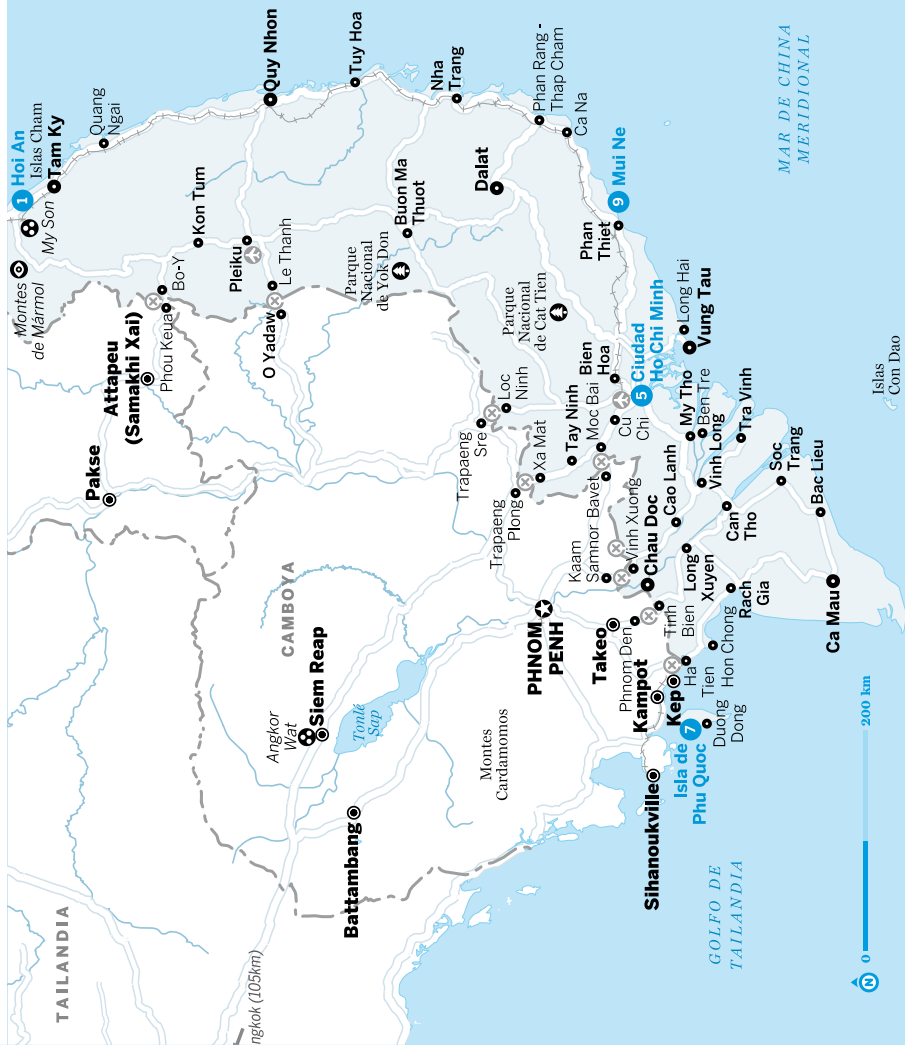 TAILANDIA
ngkok (105km)
CAMBOYA
Pakse
Attapeu
(Samakhi Xai)
Montes
de Mármol
My Son
1 Hoi An
Islas Cham
Tam Ky
Quang
Ngai
Phou Keua
Bo-Y
Kon Tum
Pleiku
Le Thanh
O Yadaw
Quy Nhon
Tuy Hoa
Parque
Nacional
de Yok Don
Buon Ma
Thuot
Nha
Trang
Dalat
Phan Rang -
Thap Cham
Ca Na
9 Mui Ne
Phan
Thiet
Parque
Nacional
de Cat Tien
Angkor
Wat
Siem Reap
Tonlé
Sap
Battambang
Montes
Cardamomos
PHNOM
PENH
Trapaeng
Sre
Loc
Ninh
Trapaeng
Plong
Xa Mat
Tay Ninh
Moc Bai
Bavet
Cu
Chi
Bien
Hoa
5 Ciudad
Ho Chi Minh
Long Hai
Vung Tau
Kaam
Samnor
Vinh Xuong
Chau Doc
Cao Lanh
My Tho
Ben Tre
Vinh Long
Tra Vinh
Takeo
Phnom Den
Tinh
Bien
Long
Xuyen
Can
Tho
Soc
Trang
Bac Lieu
Kampot
Kep
Ha
Tien
Hon Chong
Rach
Gia
Ca Mau
Sihanoukville
Isla de
Phu Quoc
7
Duong
Dong
Islas
Con Dao
GOLFO DE
TAILANDIA
MAR DE CHINA
MERIDIONAL
N
0
200 km